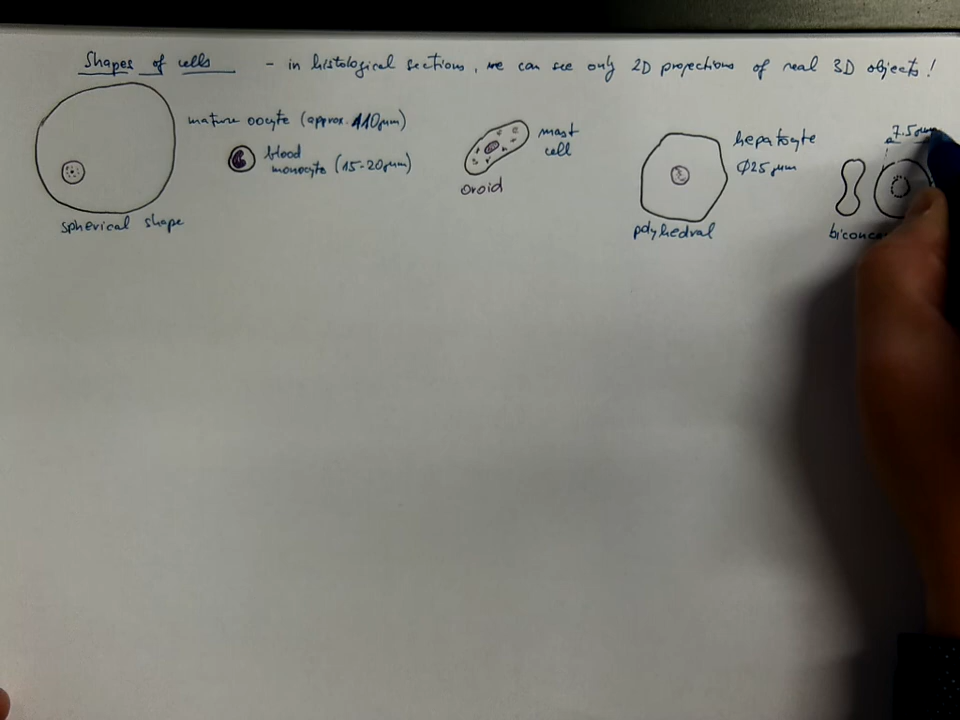 Shapes of cells - in histological sections, we can see only 2D projections of real 3D objects!
mature oocyte (approx. 110µm)
blood
monocyte (15-20µm)
spherical shape
mast
cell
ovoid
hepatocyte
Ø25µm
polyhedral
7.5µm